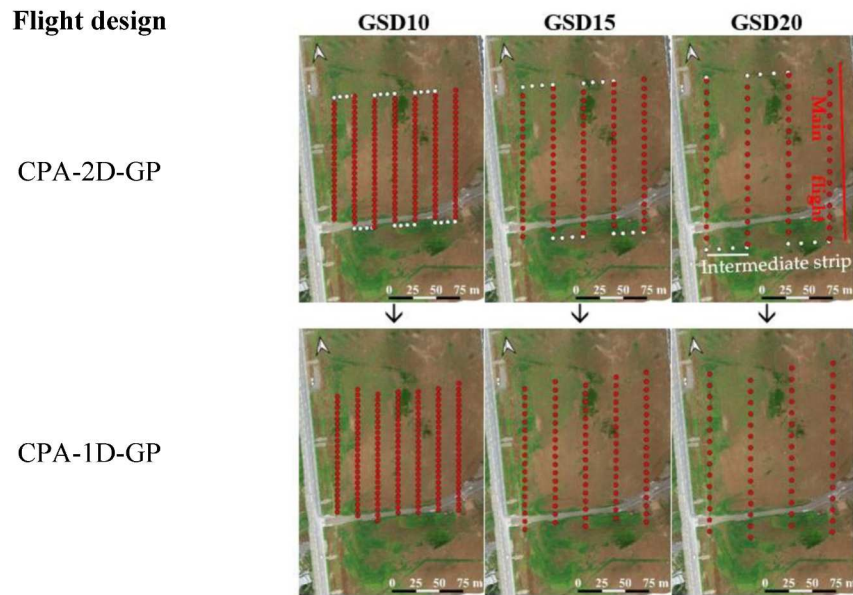 Flight design
GSD10
GSD15
GSD20
CPA-2D-GP
Main flight
Intermediate strip
0 25 50 75 m
0 25 50 75 m
0 25 50 75 m
CPA-1D-GP
0 25 50 75 m
0 25 50 75 m
0 25 50 75 m